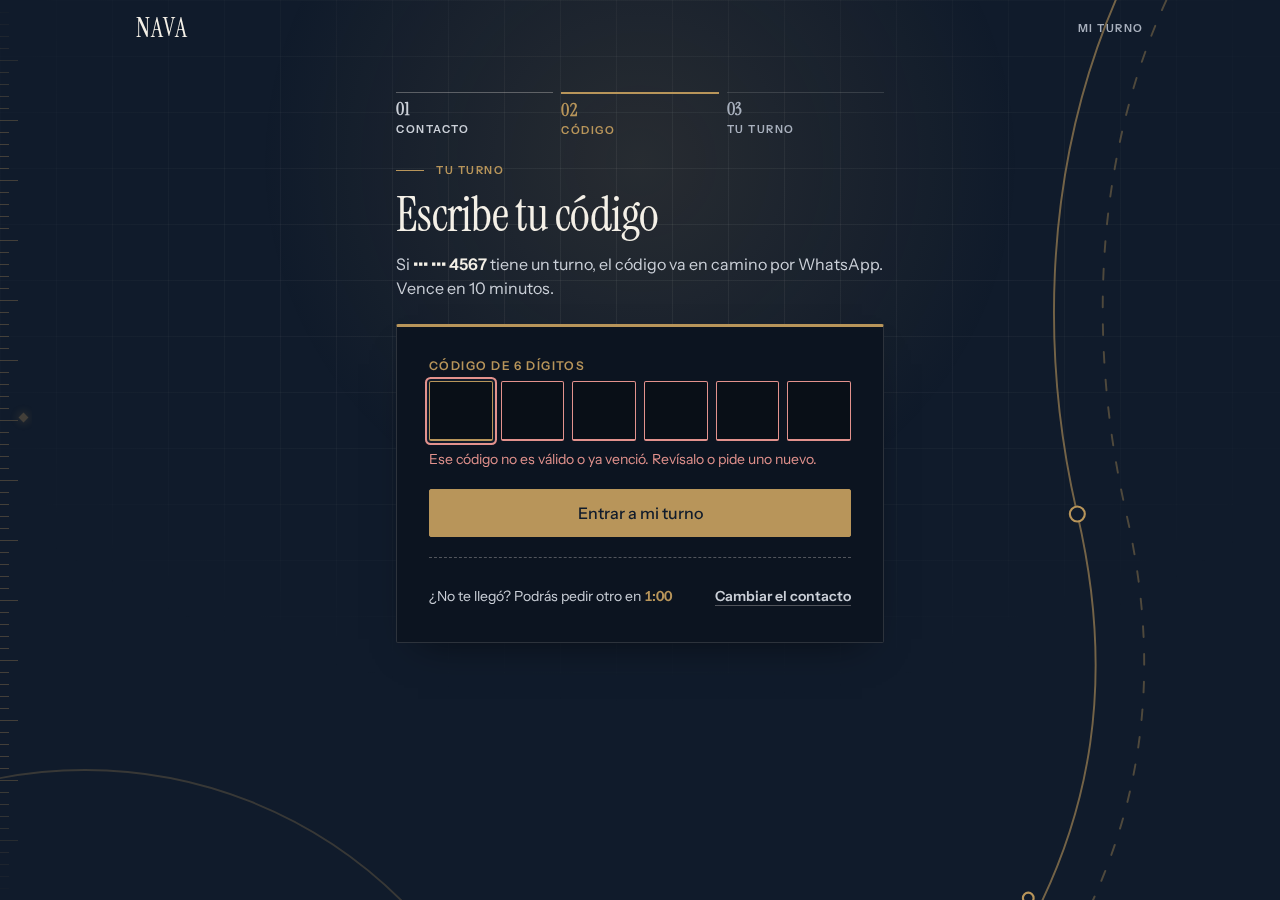 NAVA
MI TURNO
01
CONTACTO
02
CÓDIGO
03
TU TURNO
TU TURNO
Escribe tu código
Si ··· ··· 4567 tiene un turno, el código va en camino por WhatsApp.
Vence en 10 minutos.
CÓDIGO DE 6 DÍGITOS
Ese código no es válido o ya venció. Revísalo o pide uno nuevo.
Entrar a mi turno
¿No te llegó? Podrás pedir otro en 1:00
Cambiar el contacto